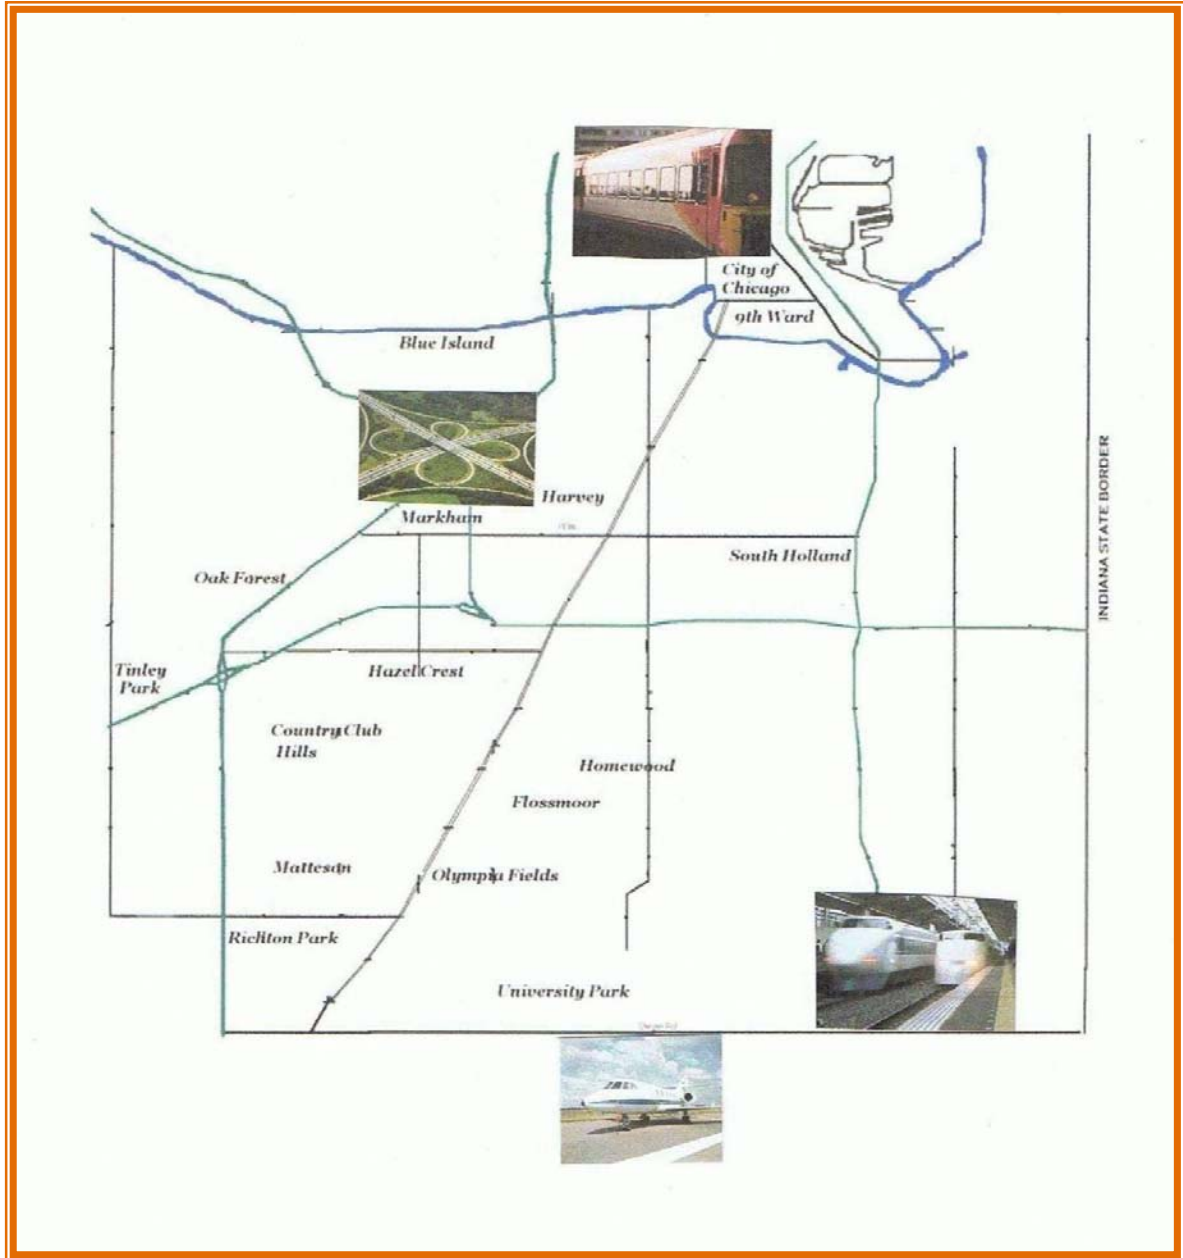 City of
Chicago
9th Ward
Blue Island
Harvey
Markham
South Holland
Oak Farest
Tinley
Park
Hazel Crest
Country Club
Hills
Homewood
Flossmoor
Matteson
Olympia Fields
Richton Park
University Park
INDIANA STATE BORDER